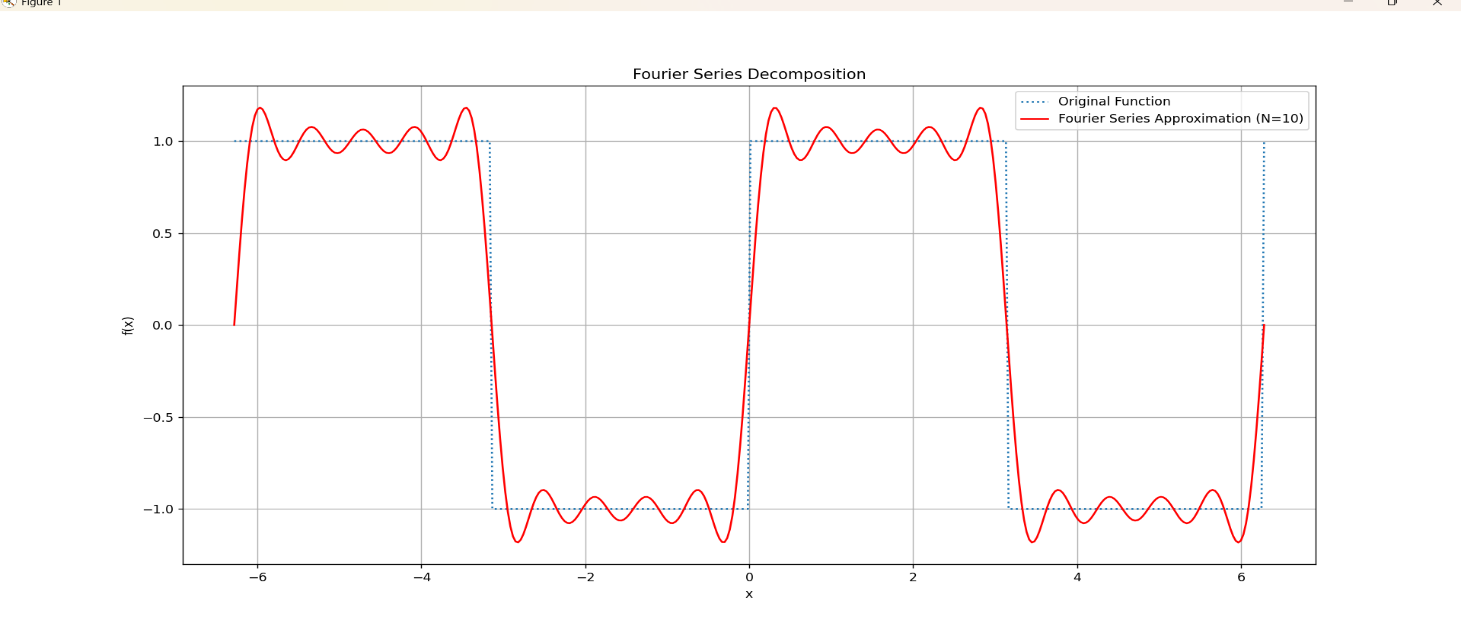 Figure 1
Fourier Series Decomposition
Original Function
Fourier Series Approximation (N=10)
1.0
0.5
0.0
−0.5
−1.0
f(x)
−6 −4 −2 0 2 4 6
x